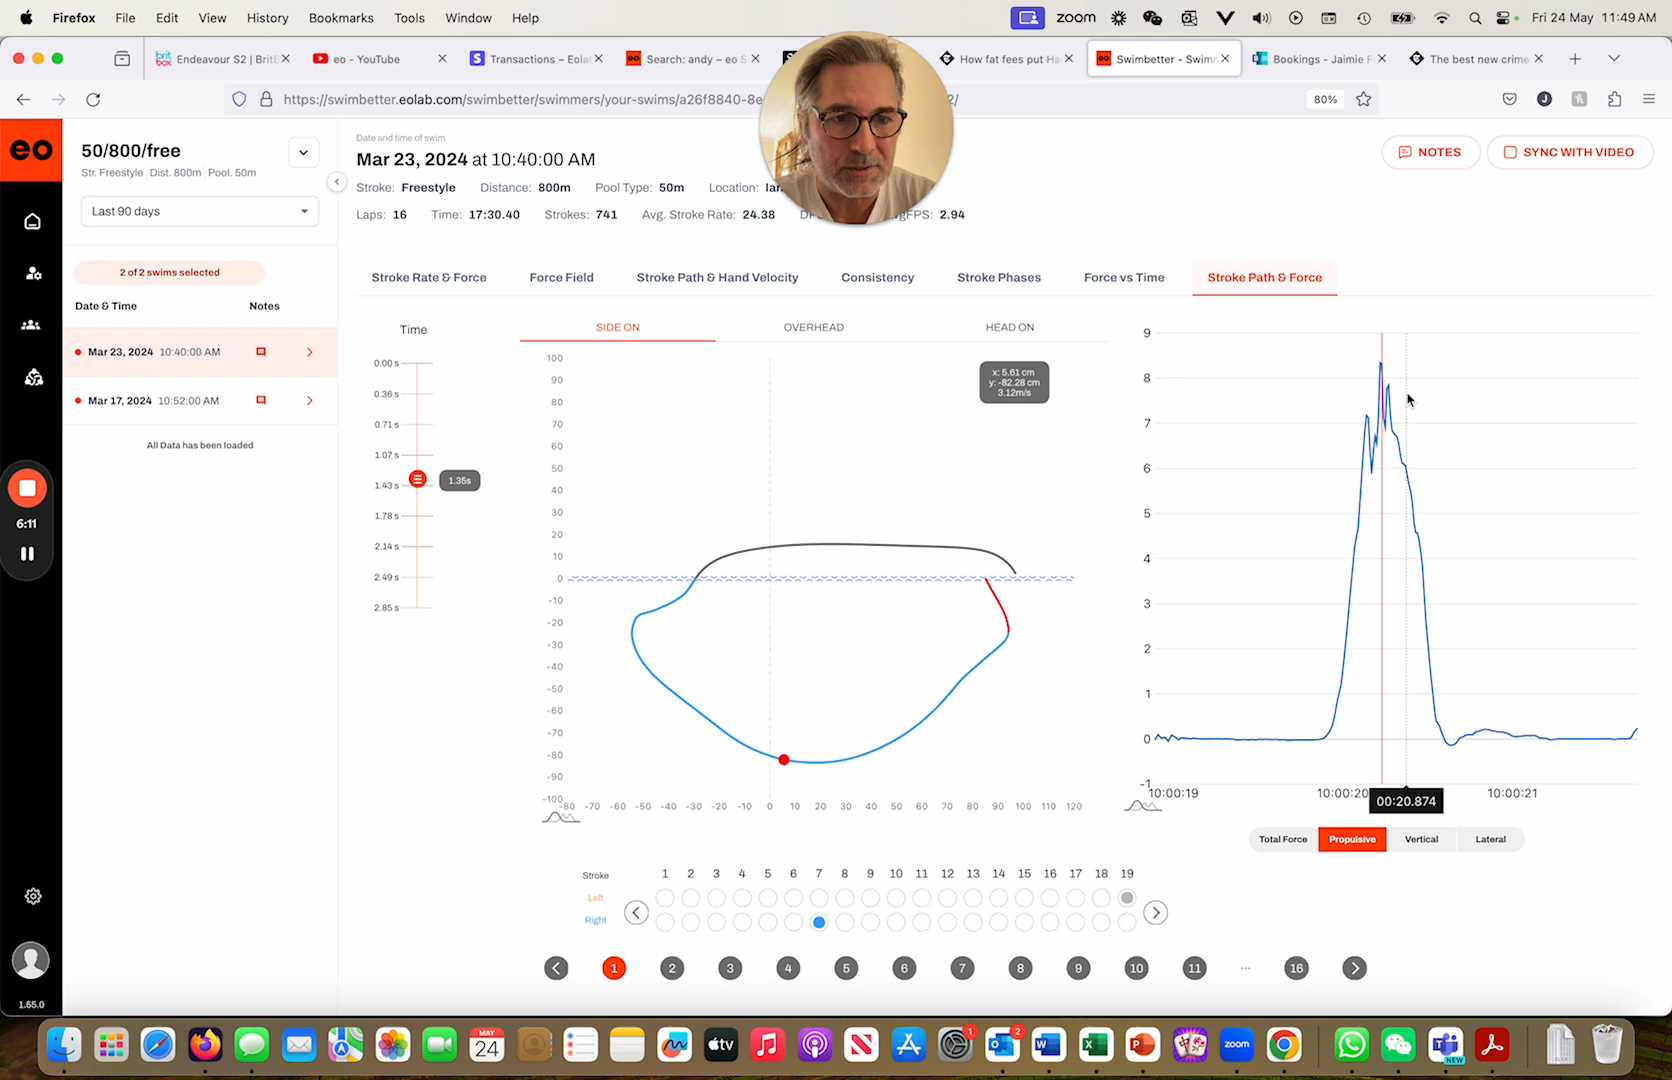 Firefox File Edit View History Bookmarks Tools Window Help
zoom
Fri 24 May 11:49 AM
Endeavour S2 | BritB
eo - YouTube
Transactions – Eola
Search: andy – eo S
How fat fees put Ha
Swimbetter - Swimm
Bookings - Jaimie F
The best new crime
https://swimbetter.eolab.com/swimbetter/swimmers/your-swims/a26f8840-8e
2/
80%
J
eo
50/800/free
Str. Freestyle Dist. 800m Pool. 50m
Last 90 days
2 of 2 swims selected
Date & Time Notes
Mar 23, 2024 10:40:00 AM
Mar 17, 2024 10:52:00 AM
All Data has been loaded
6:11
1.55.0
Date and time of swim
Mar 23, 2024 at 10:40:00 AM
Stroke: Freestyle Distance: 800m Pool Type: 50m Location: Ian
Laps: 16 Time: 17:30.40 Strokes: 741 Avg. Stroke Rate: 24.38 DP gFPS: 2.94
NOTES
SYNC WITH VIDEO
Stroke Rate & Force Force Field Stroke Path & Hand Velocity Consistency Stroke Phases Force vs Time Stroke Path & Force
Time
0.00 s
0.36 s
0.71 s
1.07 s
1.43 s
1.78 s
2.14 s
2.49 s
2.85 s
1.35s
SIDE ON OVERHEAD HEAD ON
x: 5.61 cm
y: -82.28 cm
3.12m/s
100
90
80
70
60
50
40
30
20
10
0
-10
-20
-30
-40
-50
-60
-70
-80
-90
-100
-80 -70 -60 -50 -40 -30 -20 -10 0 10 20 30 40 50 60 70 80 90 100 110 120
9
8
7
6
5
4
3
2
1
0
-1
10:00:19 10:00:20 10:00:21
00:20.874
Total Force Propulsive Vertical Lateral
Stroke 1 2 3 4 5 6 7 8 9 10 11 12 13 14 15 16 17 18 19
Left
Right
1 2 3 4 5 6 7 8 9 10 11 ... 16
MAY
24
tv
1
2
W
X
P
zoom
NEW